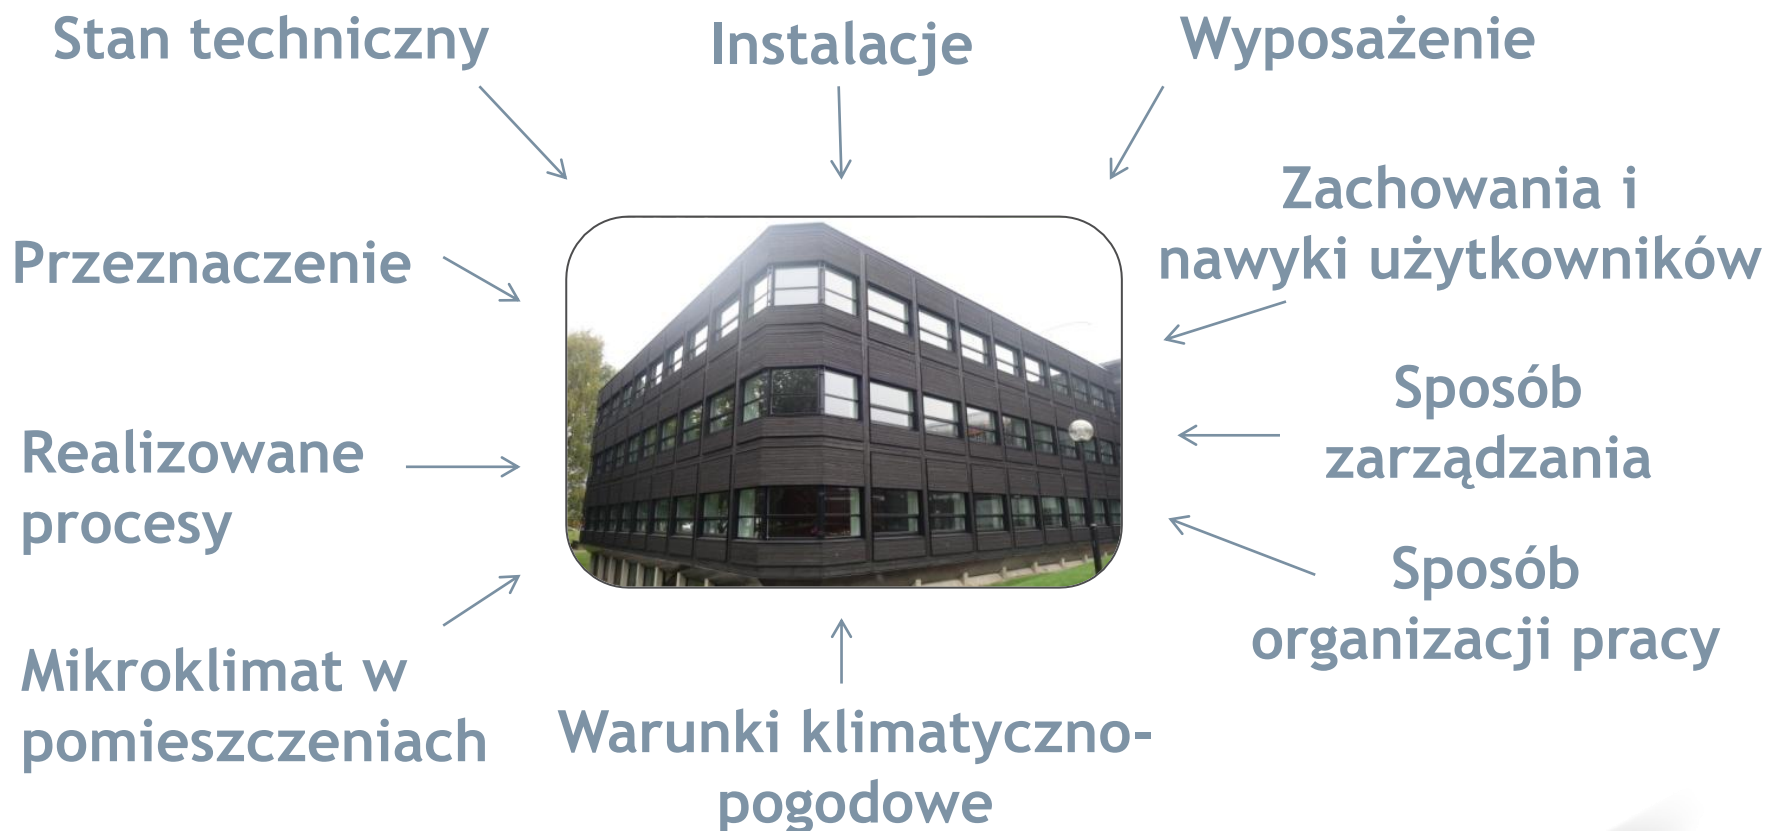 Stan techniczny
Instalacje
Wyposażenie
Zachowania i
nawyki użytkowników
Przeznaczenie
Sposób
zarządzania
Realizowane
procesy
Sposób
organizacji pracy
Mikroklimat w
pomieszczeniach
Warunki klimatyczno-
pogodowe